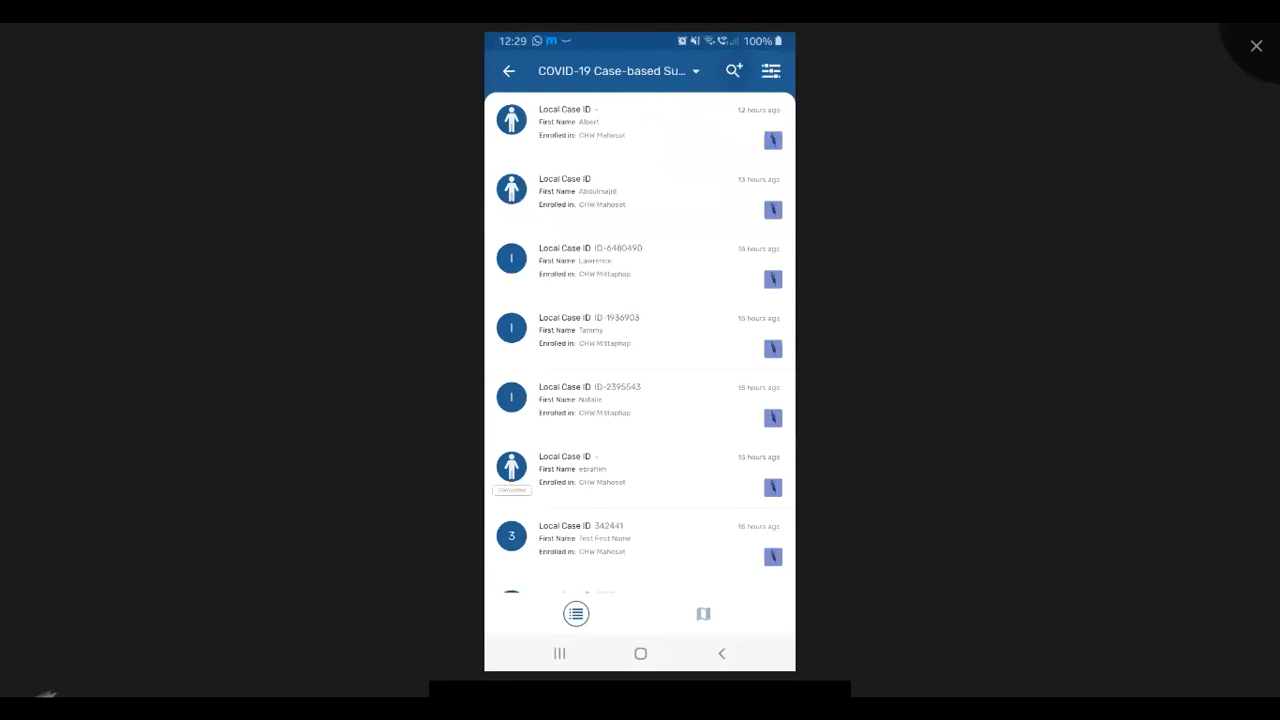 12:29 100%
COVID-19 Case-based Su...
Local Case ID - 12 hours ago
First Name Albert
Enrolled in: CHW Mahosot
Local Case ID 13 hours ago
First Name Abdulmajid
Enrolled in: CHW Mahosot
Local Case ID ID-6480490 15 hours ago
First Name Lawrence
Enrolled in: CHW Mittaphap
Local Case ID ID-1936903 15 hours ago
First Name Tammy
Enrolled in: CHW Mittaphap
Local Case ID ID-2395543 15 hours ago
First Name Natalie
Enrolled in: CHW Mittaphap
Local Case ID - 15 hours ago
First Name ebrahim
Enrolled in: CHW Mahosot
Completed
3 Local Case ID 342441 15 hours ago
First Name Test First Name
Enrolled in: CHW Mahosot